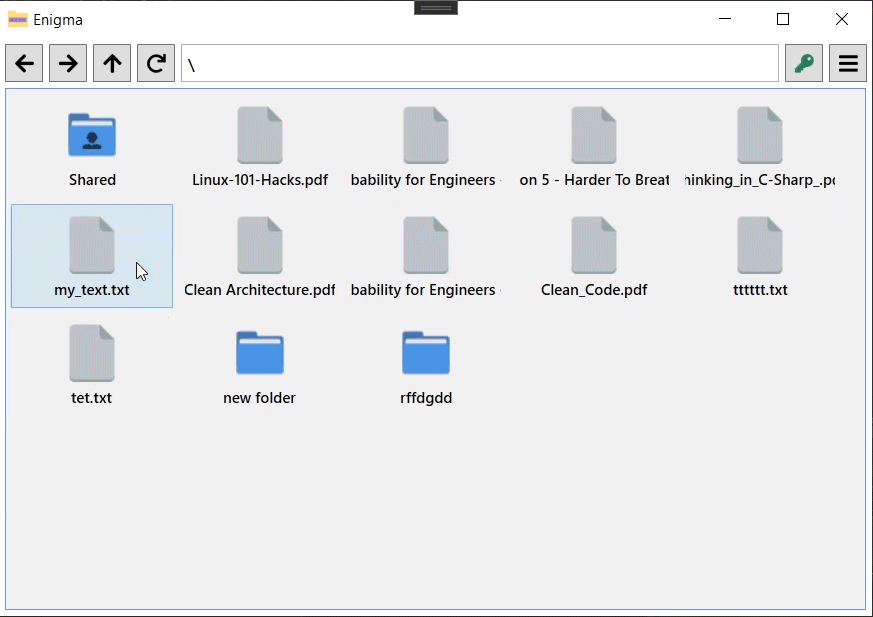 Enigma
\
Shared
Linux-101-Hacks.pdf
bability for Engineers
on 5 - Harder To Breat
hinking_in_C-Sharp_.pd
my_text.txt
Clean Architecture.pdf
bability for Engineers
Clean_Code.pdf
tttttt.txt
tet.txt
new folder
rffdgdd